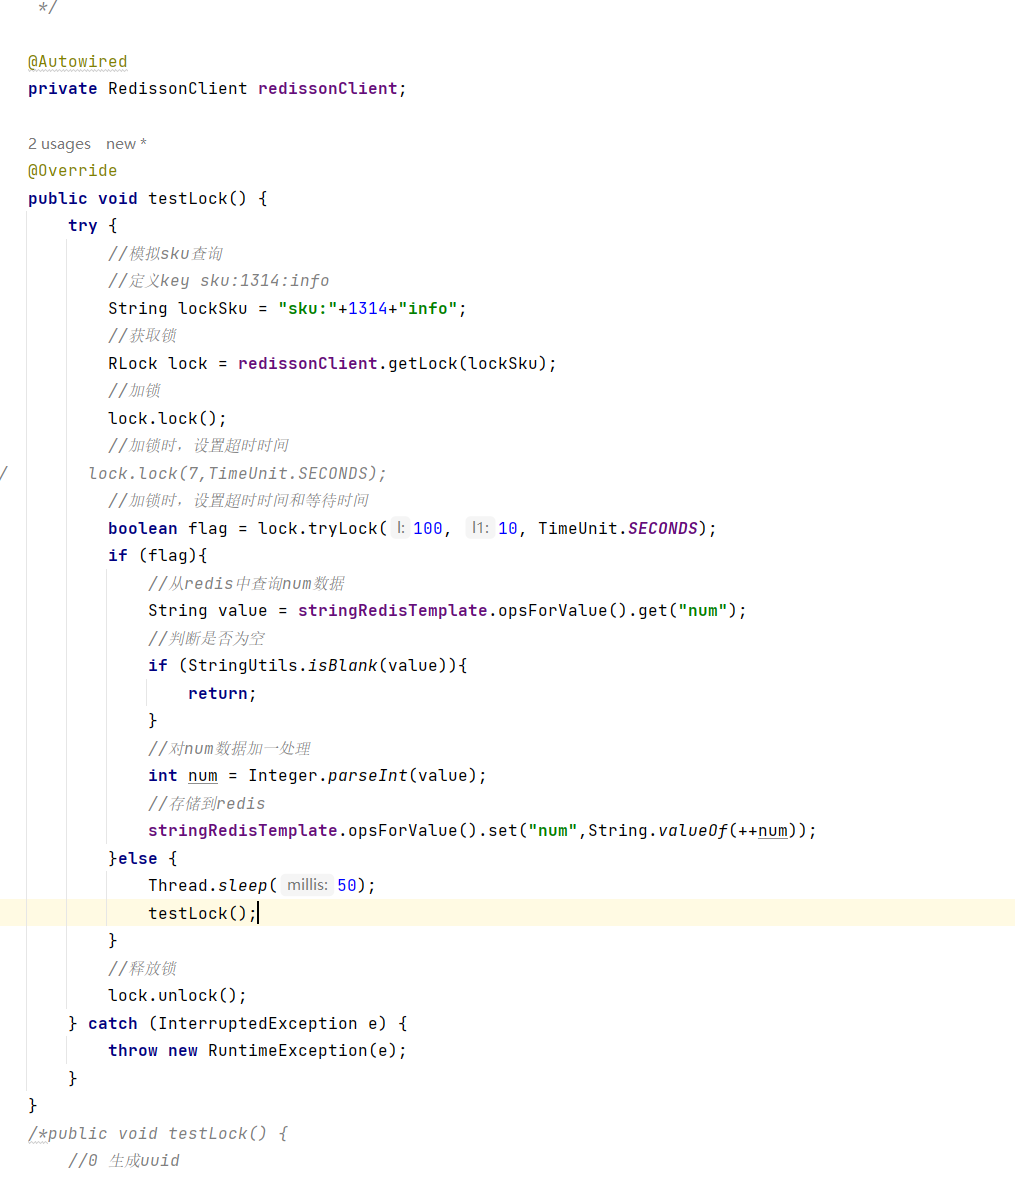 */
@Autowired
private RedissonClient redissonClient;
2 usages new *
@Override
public void testLock() {
try {
//模拟sku查询
//定义key sku:1314:info
String lockSku = "sku:"+1314+"info";
//获取锁
RLock lock = redissonClient.getLock(lockSku);
//加锁
lock.lock();
//加锁时，设置超时时间
/ lock.lock(7,TimeUnit.SECONDS);
//加锁时，设置超时时间和等待时间
boolean flag = lock.tryLock( l: 100, l1: 10, TimeUnit.SECONDS);
if (flag){
//从redis中查询num数据
String value = stringRedisTemplate.opsForValue().get("num");
//判断是否为空
if (StringUtils.isBlank(value)){
return;
}
//对num数据加一处理
int num = Integer.parseInt(value);
//存储到redis
stringRedisTemplate.opsForValue().set("num",String.valueOf(++num));
}else {
Thread.sleep( millis: 50);
testLock();
}
//释放锁
lock.unlock();
} catch (InterruptedException e) {
throw new RuntimeException(e);
}
}
/*public void testLock() {
//0 生成uuid